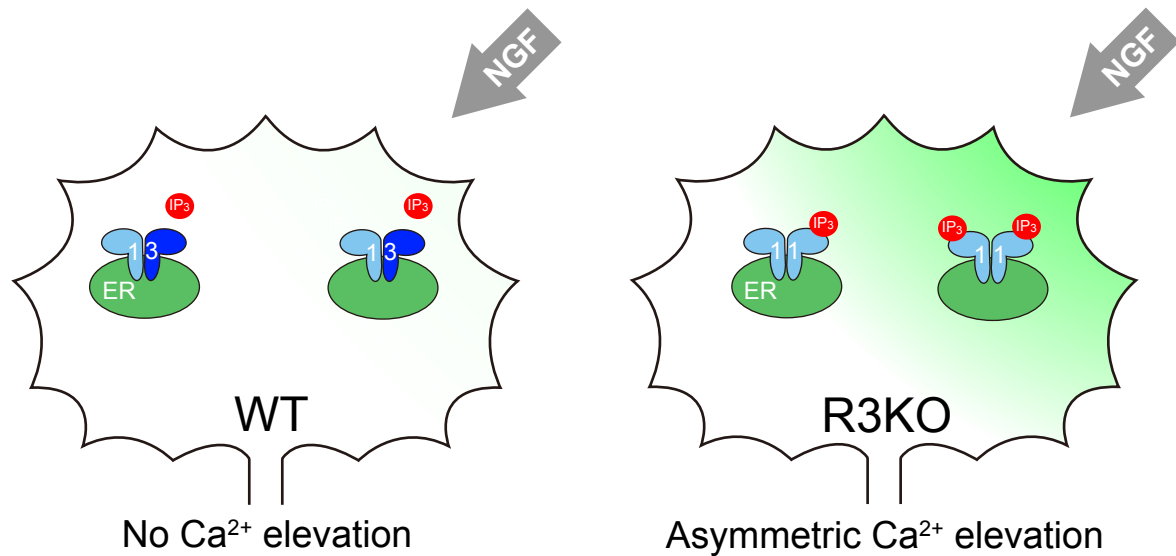 NGF
NGF
IP₃
IP₃
IP₃
IP₃
IP₃
1 3
1 3
1 1
1 1
ER
ER
WT
R3KO
No Ca²⁺ elevation
Asymmetric Ca²⁺ elevation